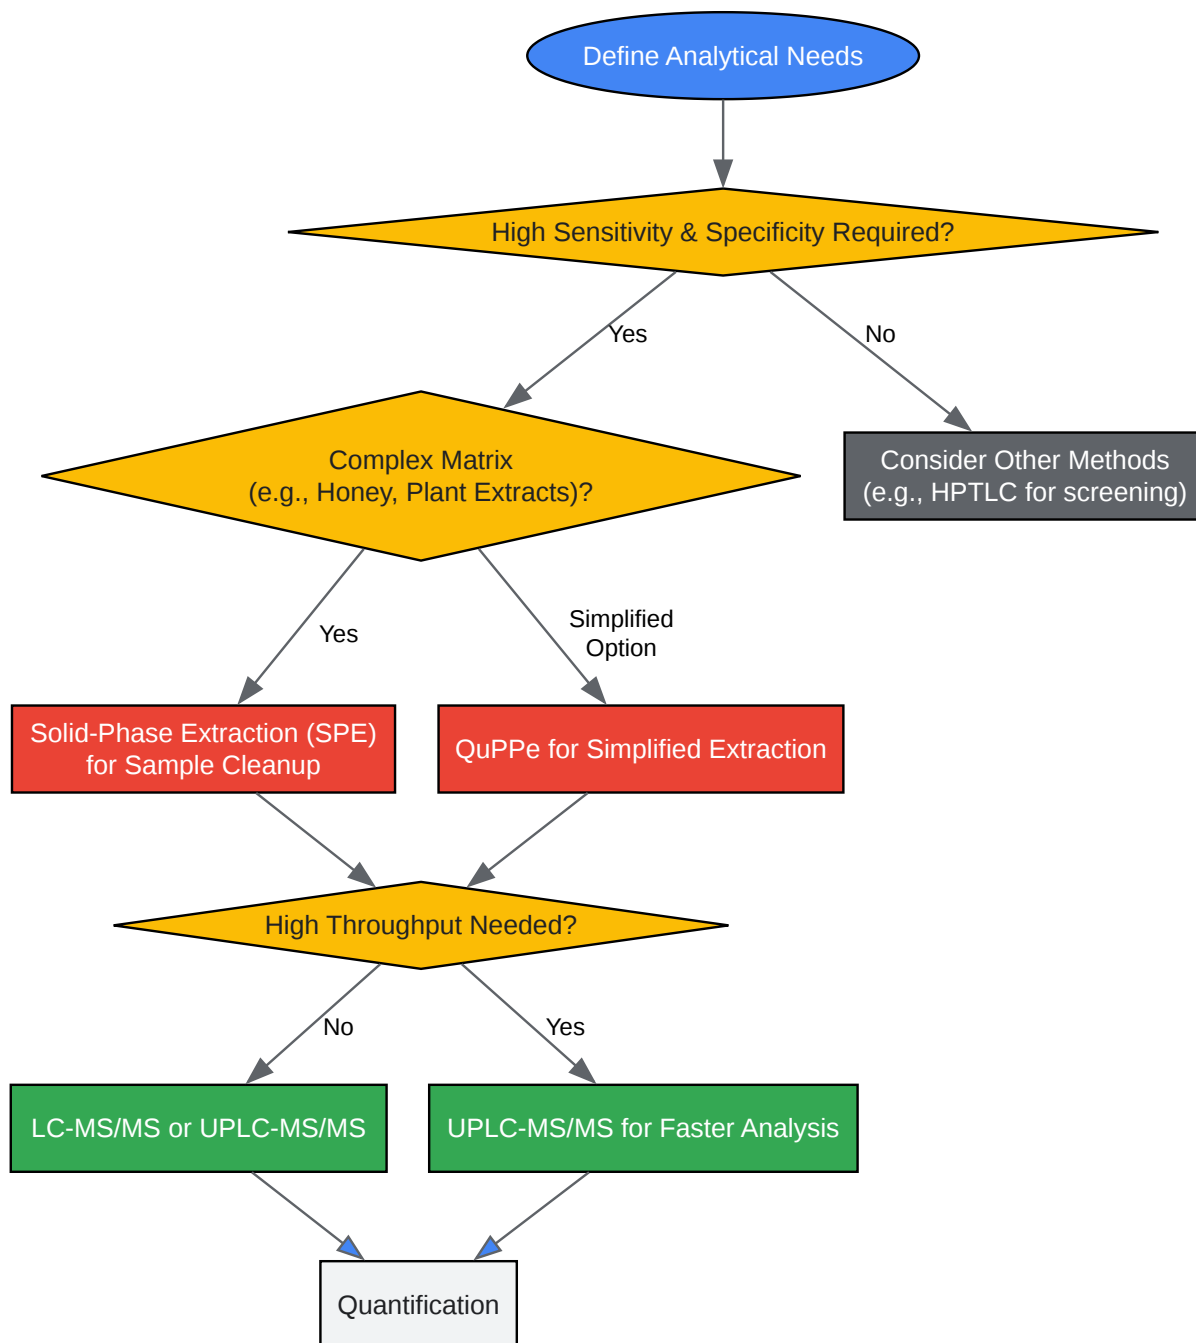 Define Analytical Needs
High Sensitivity & Specificity Required?
Yes
No
Complex Matrix
(e.g., Honey, Plant Extracts)?
Consider Other Methods
(e.g., HPTLC for screening)
Yes
Simplified
Option
Solid-Phase Extraction (SPE)
for Sample Cleanup
QuPPe for Simplified Extraction
High Throughput Needed?
No
Yes
LC-MS/MS or UPLC-MS/MS
UPLC-MS/MS for Faster Analysis
Quantification